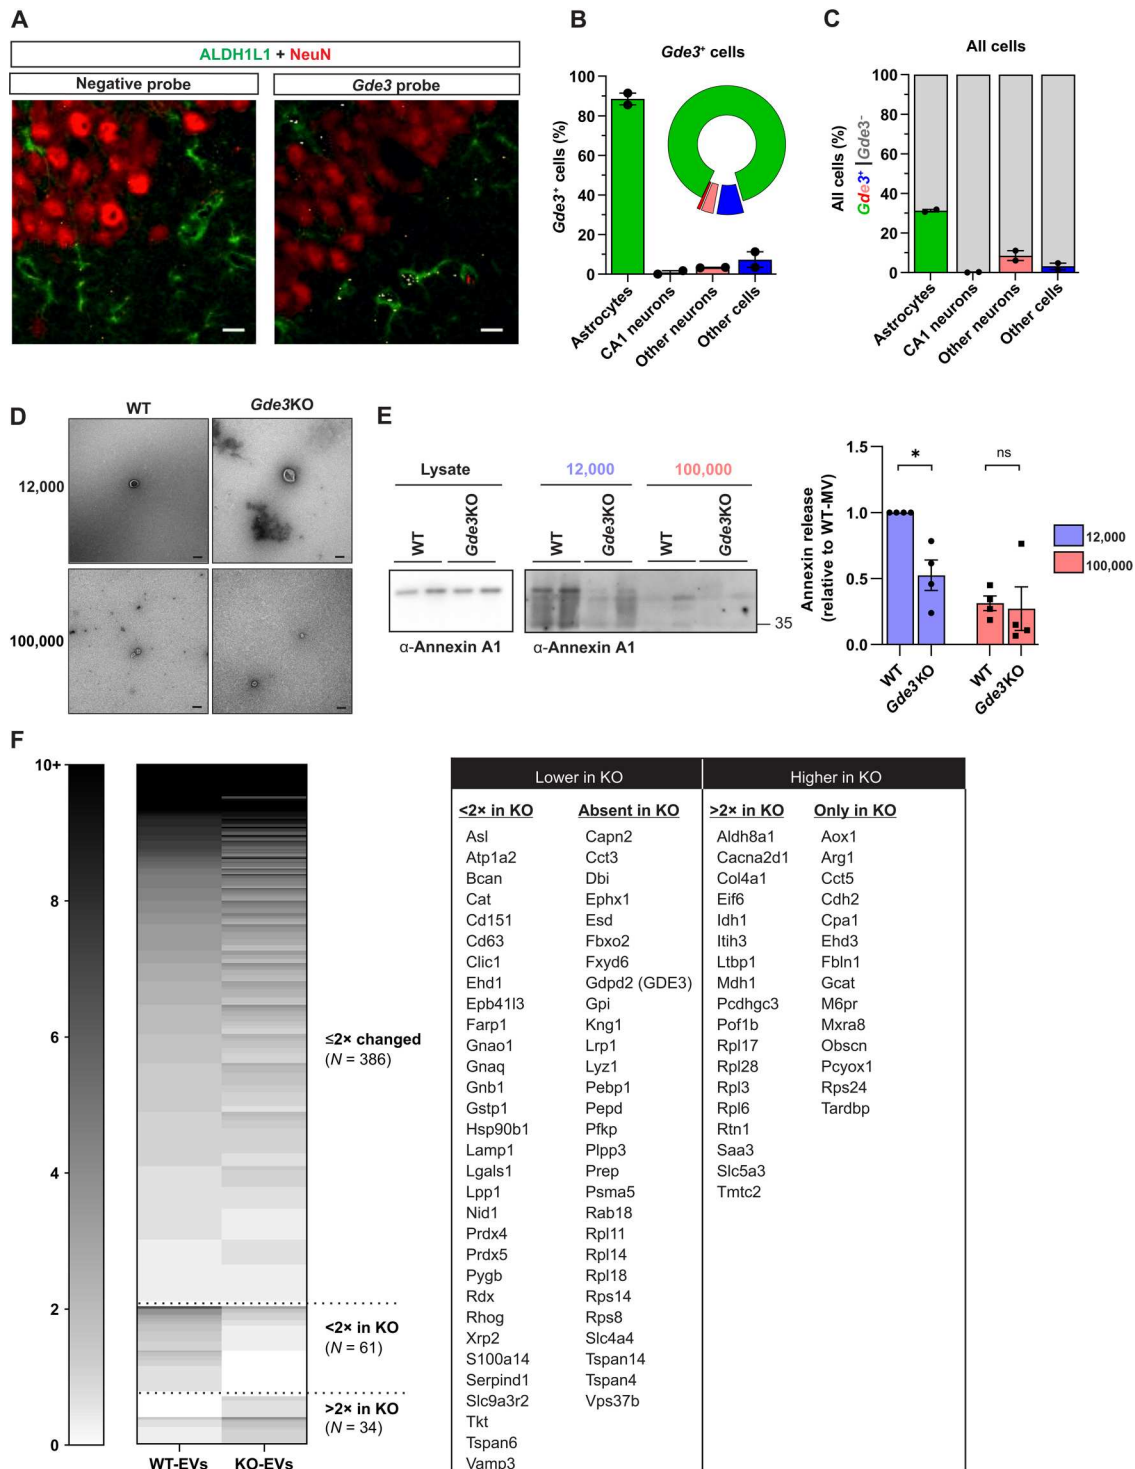 A
ALDH1L1 + NeuN
Negative probe
Gde3 probe
B
Gde3⁺ cells
Gde3⁺ cells (%)
100
80
60
40
20
0
Astrocytes
CA1 neurons
Other neurons
Other cells
C
All cells
All cells (%)
Gde3⁺ | Gde3⁻
100
80
60
40
20
0
Astrocytes
CA1 neurons
Other neurons
Other cells
D
WT
Gde3KO
12,000
100,000
E
Lysate
12,000
100,000
WT
Gde3KO
WT
Gde3KO
WT
Gde3KO
35
α-Annexin A1
α-Annexin A1
Annexin release
(relative to WT-MV)
1.5
1.0
0.5
0.0
*
ns
WT
Gde3KO
WT
Gde3KO
12,000
100,000
F
10+
8
6
4
2
0
≤2× changed
(N = 386)
<2× in KO
(N = 61)
>2× in KO
(N = 34)
WT-EVs
KO-EVs
Lower in KO
Higher in KO
<2× in KO
Asl
Atp1a2
Bcan
Cat
Cd151
Cd63
Clic1
Ehd1
Epb41l3
Farp1
Gnao1
Gnaq
Gnb1
Gstp1
Hsp90b1
Lamp1
Lgals1
Lpp1
Nid1
Prdx4
Prdx5
Pygb
Rdx
Rhog
Xrp2
S100a14
Serpind1
Slc9a3r2
Tkt
Tspan6
Vamp3
Absent in KO
Capn2
Cct3
Dbi
Ephx1
Esd
Fbxo2
Fxyd6
Gdpd2 (GDE3)
Gpi
Kng1
Lrp1
Lyz1
Pebp1
Pepd
Pfkp
Plpp3
Prep
Psma5
Rab18
Rpl11
Rpl14
Rpl18
Rps14
Rps8
Slc4a4
Tspan14
Tspan4
Vps37b
>2× in KO
Aldh8a1
Cacna2d1
Col4a1
Eif6
Idh1
Itih3
Ltbp1
Mdh1
Pcdhgc3
Pof1b
Rpl17
Rpl28
Rpl3
Rpl6
Rtn1
Saa3
Slc5a3
Tmtc2
Only in KO
Aox1
Arg1
Cct5
Cdh2
Cpa1
Ehd3
Fbln1
Gcat
M6pr
Mxra8
Obscn
Pcyox1
Rps24
Tardbp